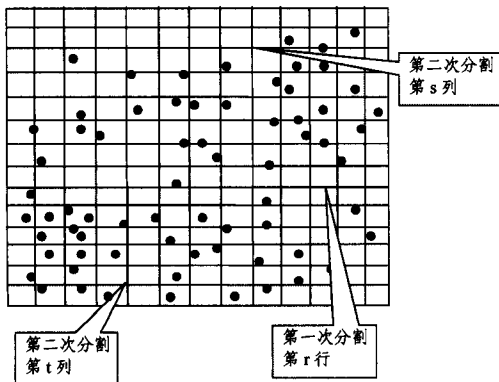 第二次分割
第 s 列
第二次分割
第 t 列
第一次分割
第 r 行